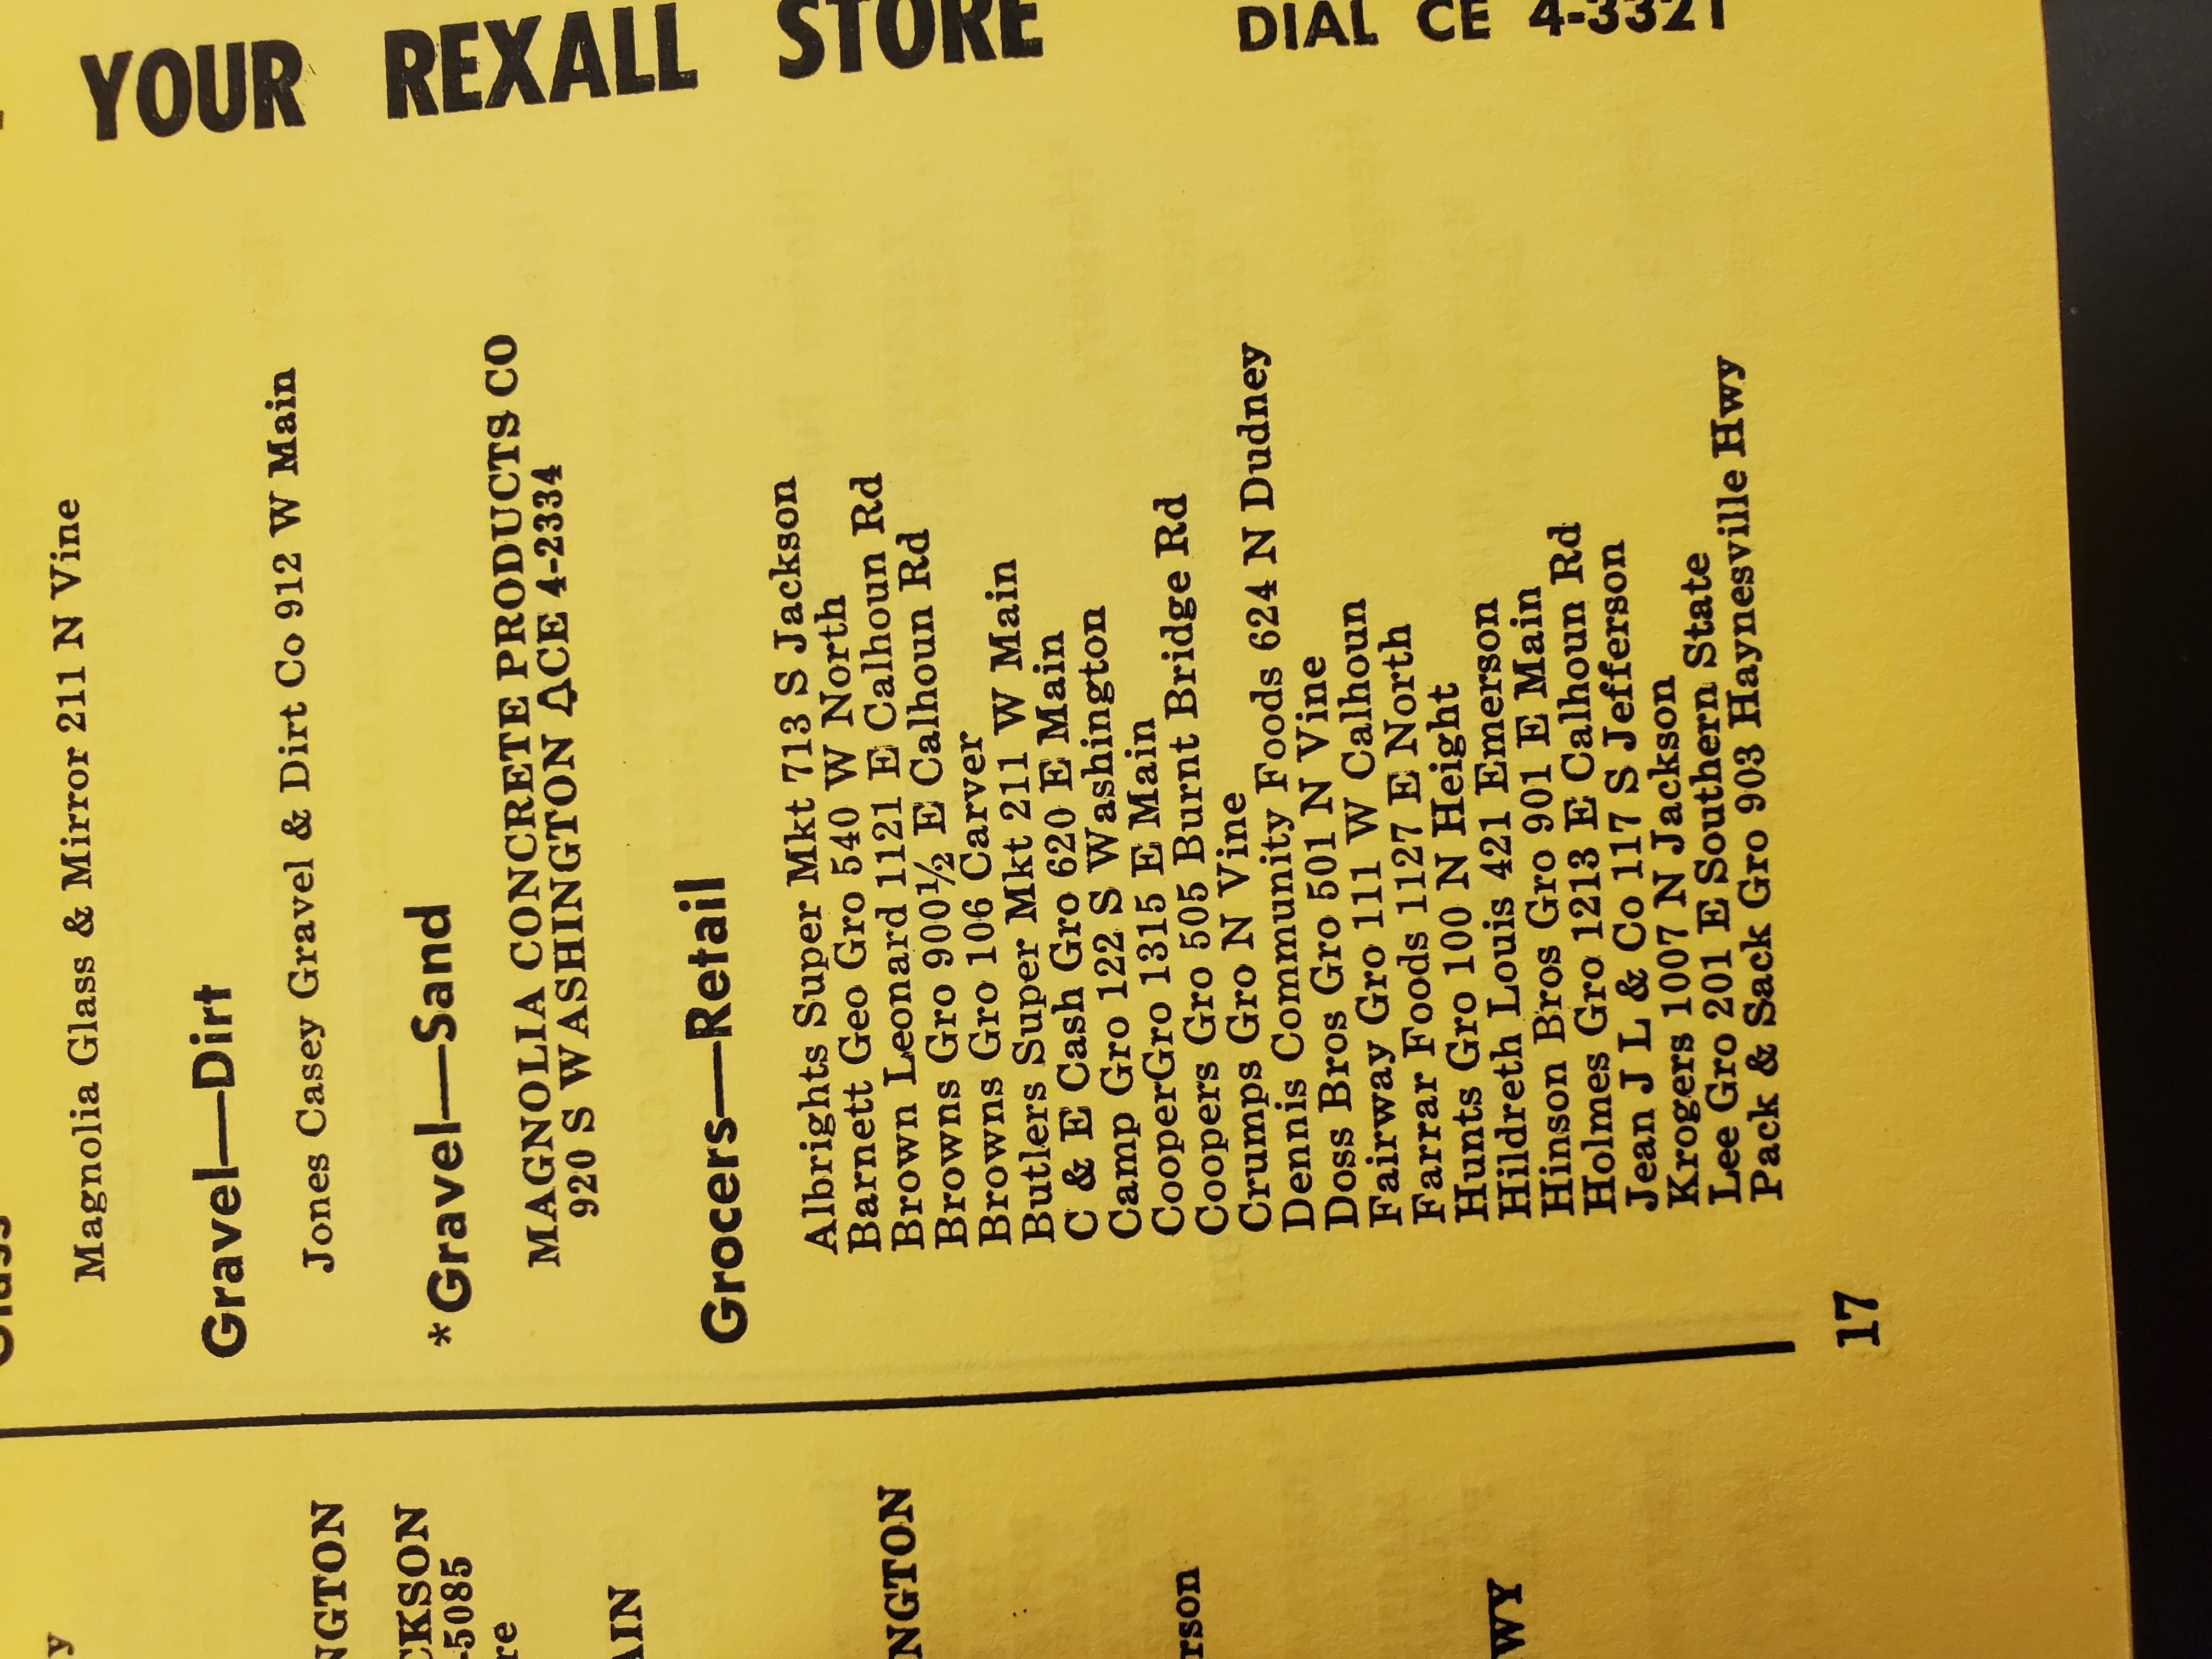 YOUR REXALL STORE DIAL CE 4-3321
y
NGTON
CKSON
-5085
re
AIN
NGTON
rson
WY
Glass
Magnolia Glass & Mirror 211 N Vine
Gravel—Dirt
Jones Casey Gravel & Dirt Co 912 W Main
*Gravel—Sand
MAGNOLIA CONCRETE PRODUCTS CO
920 S WASHINGTON CE 4-2334
Grocers—Retail
Albrights Super Mkt 713 S Jackson
Barnett Geo Gro 540 W North
Brown Leonard 1121 E Calhoun Rd
Browns Gro 900½ E Calhoun Rd
Browns Gro 106 Carver
Butlers Super Mkt 211 W Main
C & E Cash Gro 620 E Main
Camp Gro 122 S Washington
CooperGro 1315 E Main
Coopers Gro 505 Burnt Bridge Rd
Crumps Gro N Vine
Dennis Community Foods 624 N Dudney
Doss Bros Gro 501 N Vine
Fairway Gro 111 W Calhoun
Farrar Foods 1127 E North
Hunts Gro 100 N Height
Hildreth Louis 421 Emerson
Hinson Bros Gro 901 E Main
Holmes Gro 1213 E Calhoun Rd
Jean J L & Co 117 S Jefferson
Krogers 1007 N Jackson
Lee Gro 201 E Southern State
Pack & Sack Gro 903 Haynesville Hwy
17